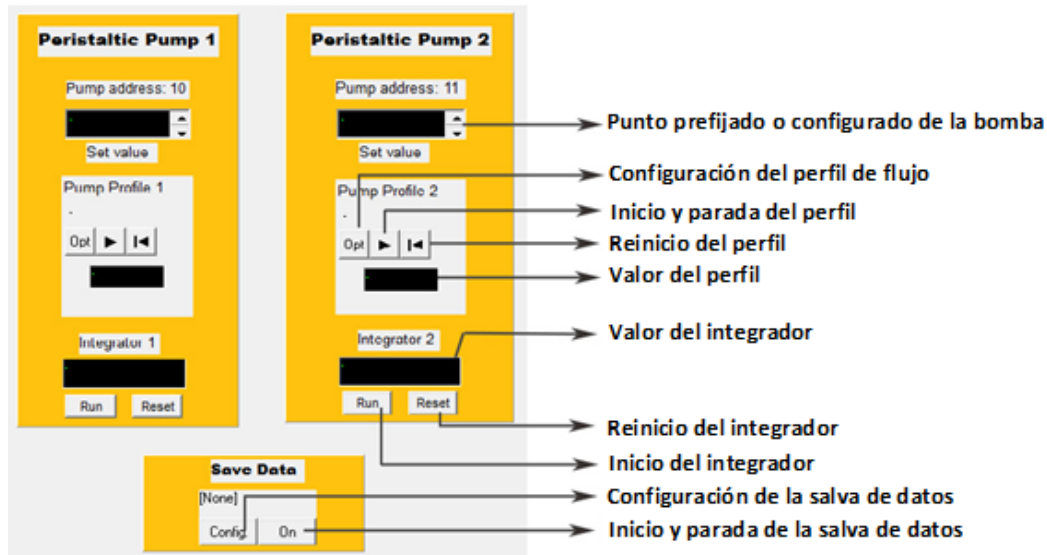 Peristaltic Pump 1
Pump address: 10
Set value
Pump Profile 1
Opt
Integrator 1
Run Reset
Peristaltic Pump 2
Pump address: 11
Set value
Pump Profile 2
Opt
Integrator 2
Run Reset
Save Data
[None]
Config. On
Punto prefijado o configurado de la bomba
Configuración del perfil de flujo
Inicio y parada del perfil
Reinicio del perfil
Valor del perfil
Valor del integrador
Reinicio del integrador
Inicio del integrador
Configuración de la salva de datos
Inicio y parada de la salva de datos